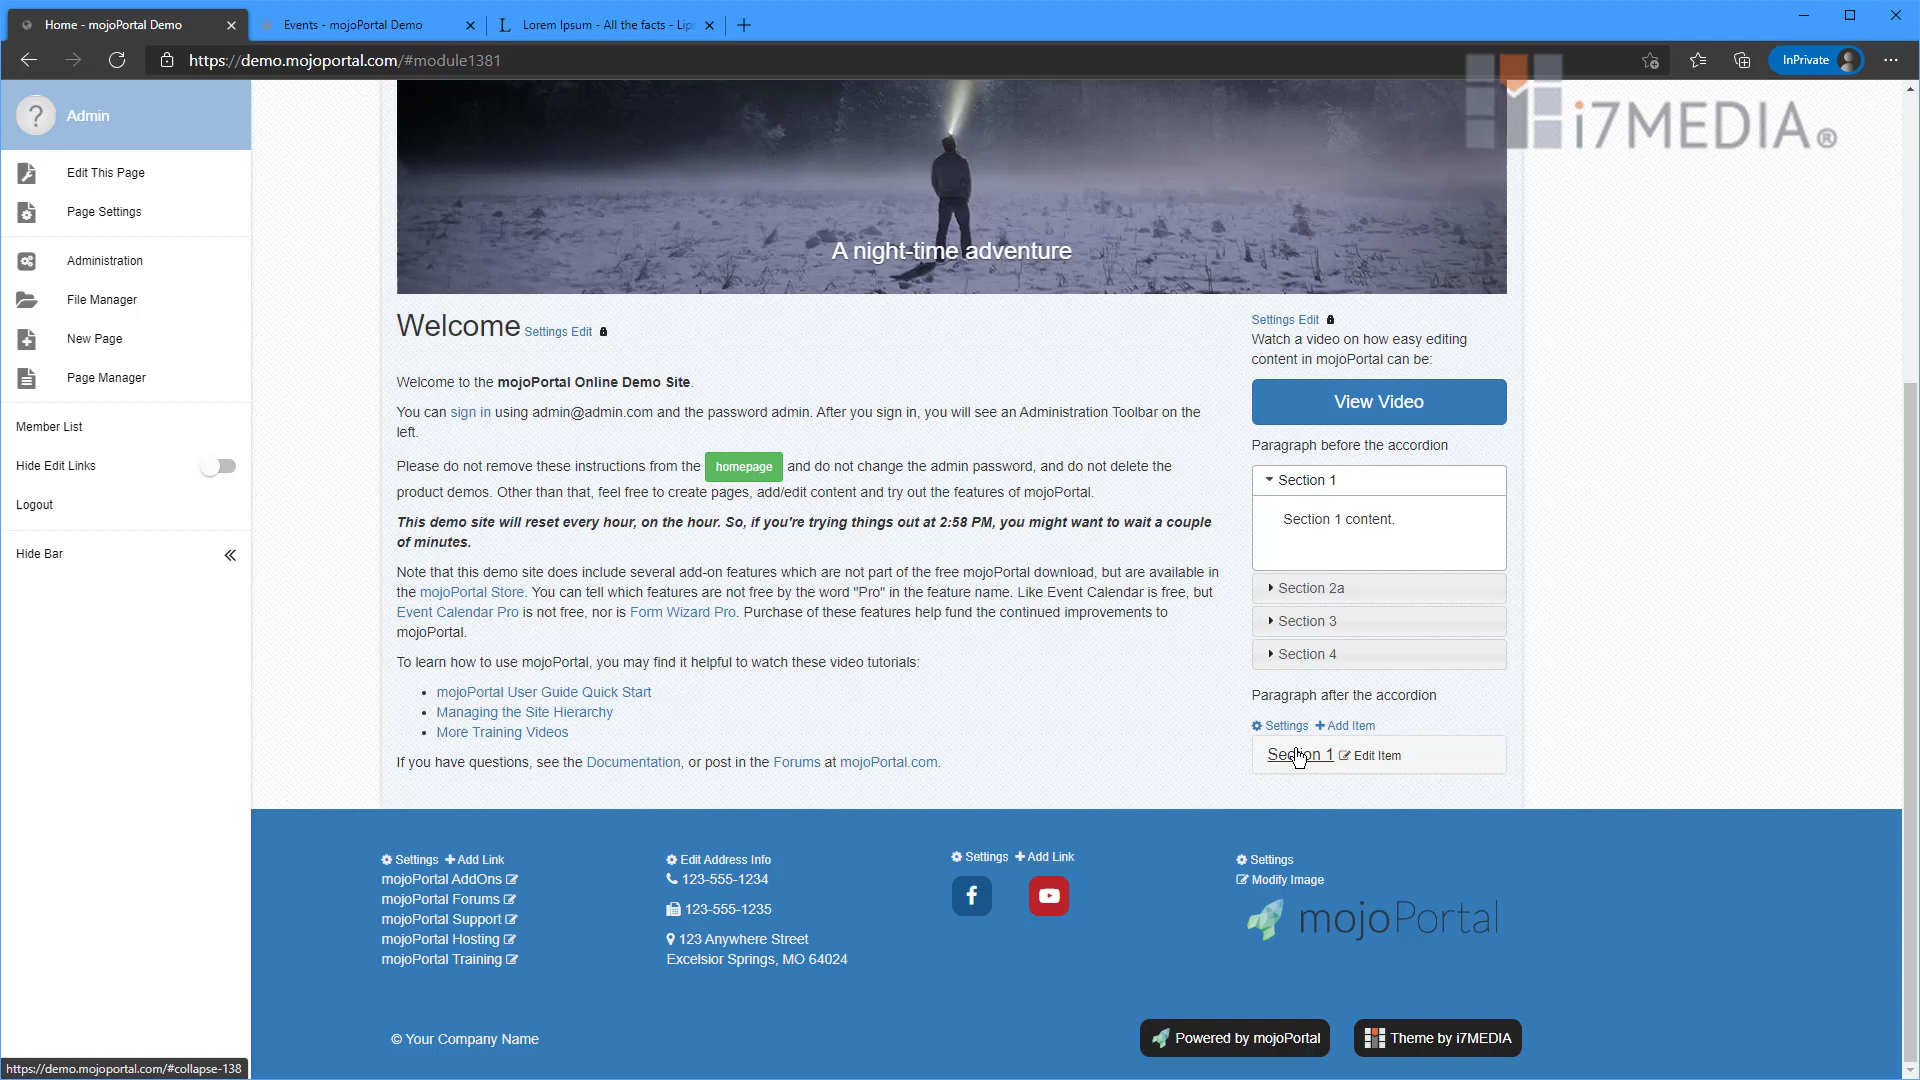 Home - mojoPortal Demo
Events - mojoPortal Demo
Lorem Ipsum - All the facts - Lip
https://demo.mojoportal.com/#module1381
InPrivate
Admin
Edit This Page
Page Settings
Administration
File Manager
New Page
Page Manager
Member List
Hide Edit Links
Logout
Hide Bar
i7MEDIA®
A night-time adventure
Welcome Settings Edit
Welcome to the mojoPortal Online Demo Site.
You can sign in using admin@admin.com and the password admin. After you sign in, you will see an Administration Toolbar on the
left.
Please do not remove these instructions from the homepage and do not change the admin password, and do not delete the
product demos. Other than that, feel free to create pages, add/edit content and try out the features of mojoPortal.
This demo site will reset every hour, on the hour. So, if you're trying things out at 2:58 PM, you might want to wait a couple
of minutes.
Note that this demo site does include several add-on features which are not part of the free mojoPortal download, but are available in
the mojoPortal Store. You can tell which features are not free by the word "Pro" in the feature name. Like Event Calendar is free, but
Event Calendar Pro is not free, nor is Form Wizard Pro. Purchase of these features help fund the continued improvements to
mojoPortal.
To learn how to use mojoPortal, you may find it helpful to watch these video tutorials:
• mojoPortal User Guide Quick Start
• Managing the Site Hierarchy
• More Training Videos
If you have questions, see the Documentation, or post in the Forums at mojoPortal.com.
Settings Edit
Watch a video on how easy editing
content in mojoPortal can be:
View Video
Paragraph before the accordion
Section 1
Section 1 content.
Section 2a
Section 3
Section 4
Paragraph after the accordion
Settings Add Item
Section 1 Edit Item
Settings Add Link
mojoPortal AddOns
mojoPortal Forums
mojoPortal Support
mojoPortal Hosting
mojoPortal Training
Edit Address Info
123-555-1234
123-555-1235
123 Anywhere Street
Excelsior Springs, MO 64024
Settings Add Link
Settings
Modify Image
mojoPortal
© Your Company Name
Powered by mojoPortal
Theme by i7MEDIA
https://demo.mojoportal.com/#collapse-138